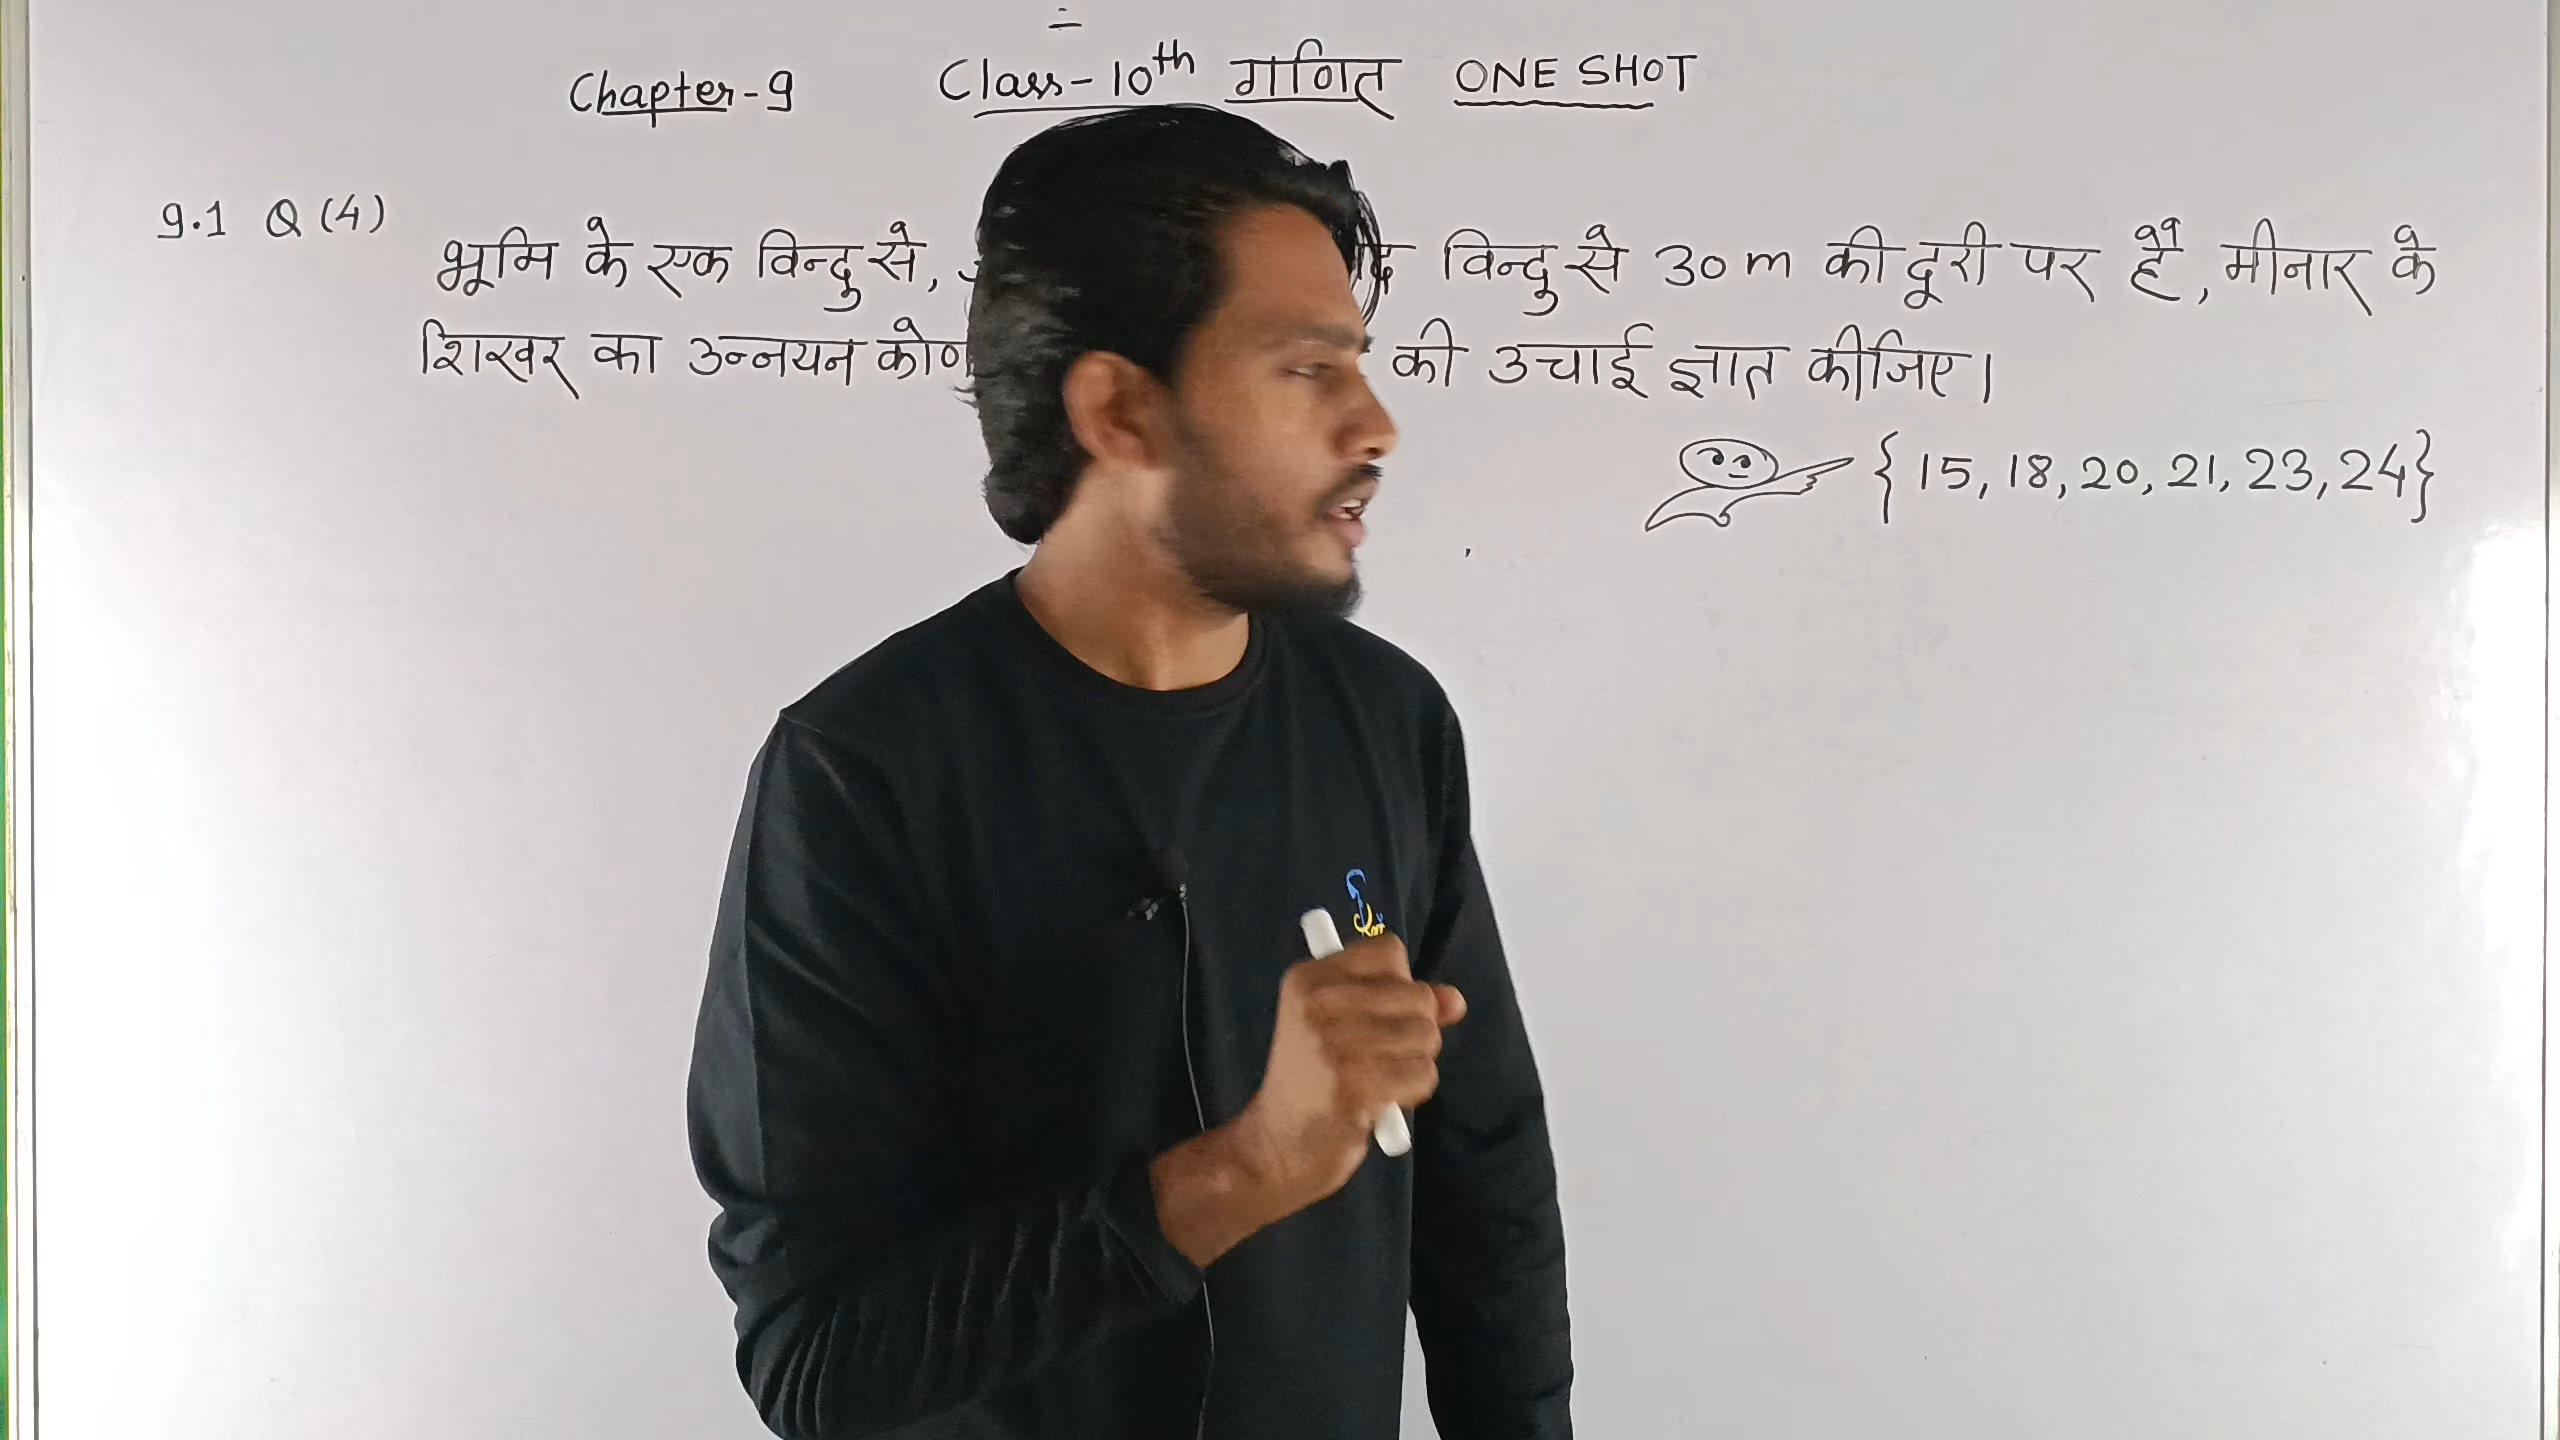 Chapter-9 Class-10th गणित ONE SHOT
9.1 Q (4) भूमि के एक विन्दु से, विन्दु से 30 m की दूरी पर है, मीनार के
शिखर का उन्नयन कोण की उचाई ज्ञात कीजिए।
{15, 18, 20, 21, 23, 24}